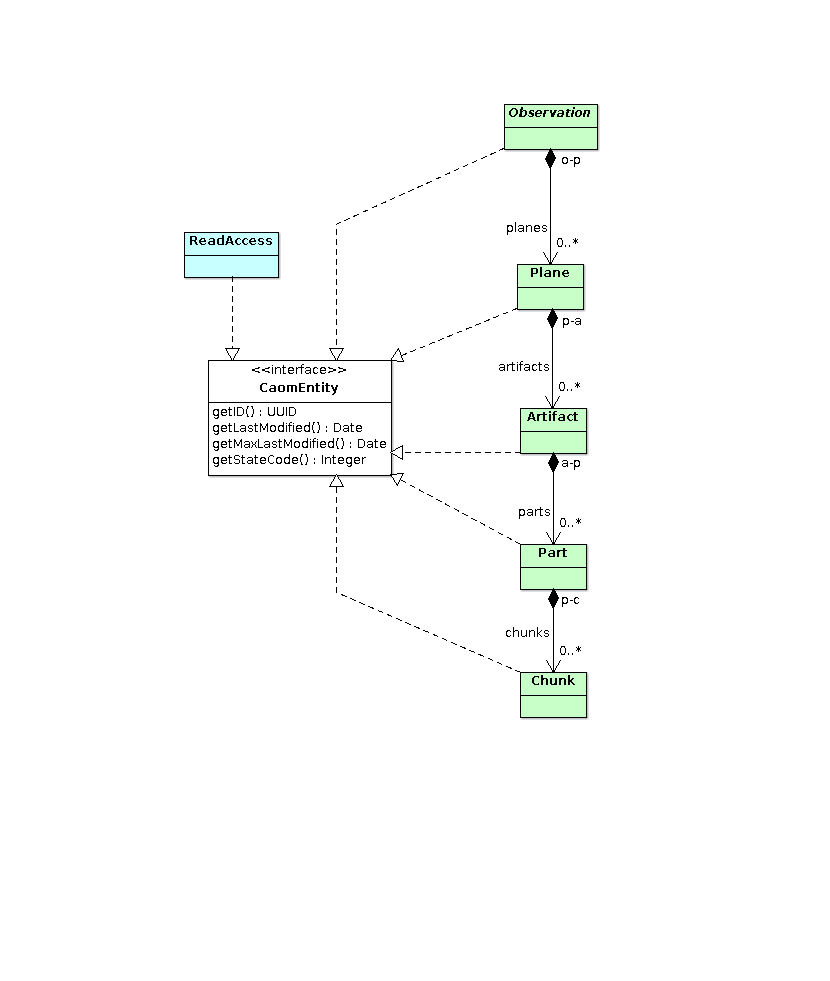 Observation
o-p
planes
0..*
ReadAccess
Plane
p-a
artifacts
0..*
<<interface>>
CaomEntity
getID() : UUID
getLastModified() : Date
getMaxLastModified() : Date
getStateCode() : Integer
Artifact
a-p
parts
0..*
Part
p-c
chunks
0..*
Chunk